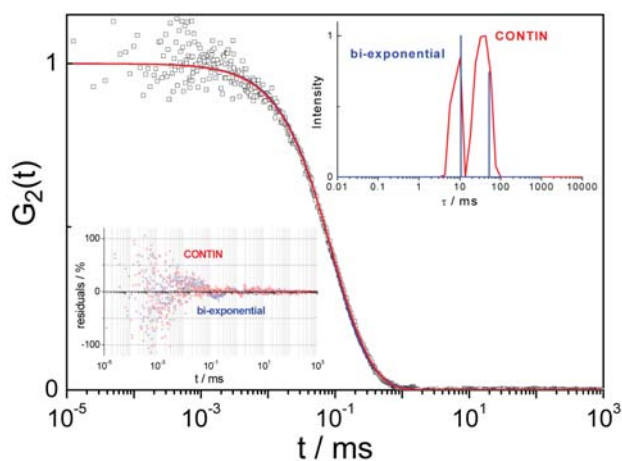 G₂(t)
1
0
10⁻⁵ 10⁻³ 10⁻¹ 10¹ 10³
t / ms
CONTIN
bi-exponential
Intensity
1
0
0.01 0.1 1 10 100 1000 10000
τ / ms
residuals / %
100
0
-100
CONTIN
bi-exponential
10⁻³ 10⁻¹ 10¹ 10³
t / ms